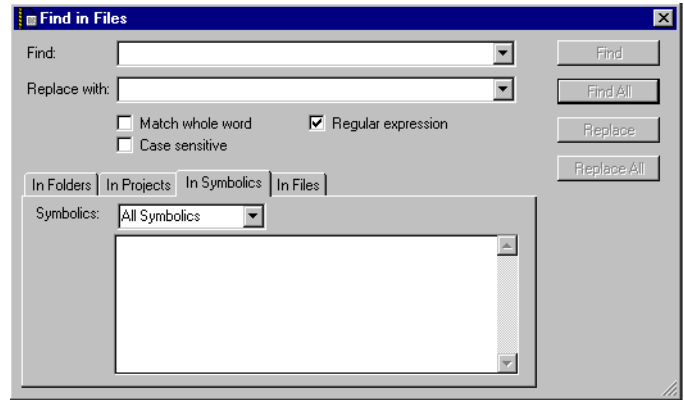 Find in Files
Find:
Find
Replace with:
Find All
Match whole word
Regular expression
Replace
Case sensitive
Replace All
In Folders
In Projects
In Symbolics
In Files
Symbolics:
All Symbolics